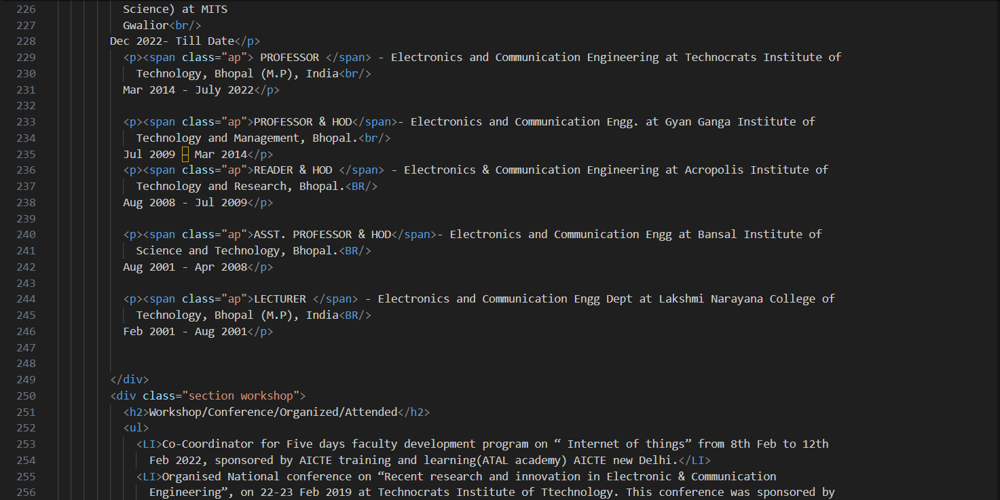 226 Science) at MITS
227 Gwalior<br/>
228 Dec 2022- Till Date</p>
229 <p><span class="ap"> PROFESSOR </span> - Electronics and Communication Engineering at Technocrats Institute of
230 Technology, Bhopal (M.P), India<br/>
231 Mar 2014 - July 2022</p>
232
233 <p><span class="ap">PROFESSOR & HOD</span>- Electronics and Communication Engg. at Gyan Ganga Institute of
234 Technology and Management, Bhopal.<br/>
235 Jul 2009 – Mar 2014</p>
236 <p><span class="ap">READER & HOD </span> - Electronics & Communication Engineering at Acropolis Institute of
237 Technology and Research, Bhopal.<BR/>
238 Aug 2008 - Jul 2009</p>
239
240 <p><span class="ap">ASST. PROFESSOR & HOD</span>- Electronics and Communication Engg at Bansal Institute of
241 Science and Technology, Bhopal.<BR/>
242 Aug 2001 - Apr 2008</p>
243
244 <p><span class="ap">LECTURER </span> - Electronics and Communication Engg Dept at Lakshmi Narayana College of
245 Technology, Bhopal (M.P), India<BR/>
246 Feb 2001 - Aug 2001</p>
247
248
249 </div>
250 <div class="section workshop">
251 <h2>Workshop/Conference/Organized/Attended</h2>
252 <ul>
253 <LI>Co-Coordinator for Five days faculty development program on “ Internet of things” from 8th Feb to 12th
254 Feb 2022, sponsored by AICTE training and learning(ATAL academy) AICTE new Delhi.</LI>
255 <LI>Organised National conference on “Recent research and innovation in Electronic & Communication
256 Engineering”, on 22-23 Feb 2019 at Technocrats Institute of Ttechnology. This conference was sponsored by